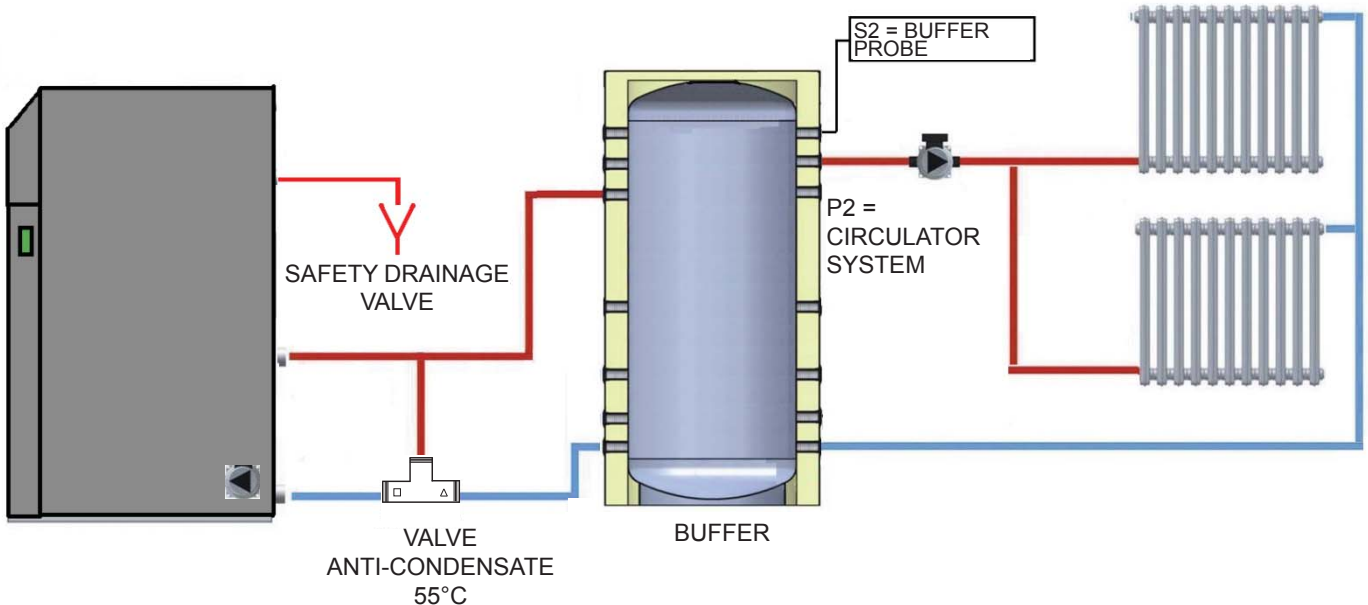 S2 = BUFFER
PROBE
P2 =
CIRCULATOR
SYSTEM
SAFETY DRAINAGE
VALVE
BUFFER
VALVE
ANTI-CONDENSATE
55°C